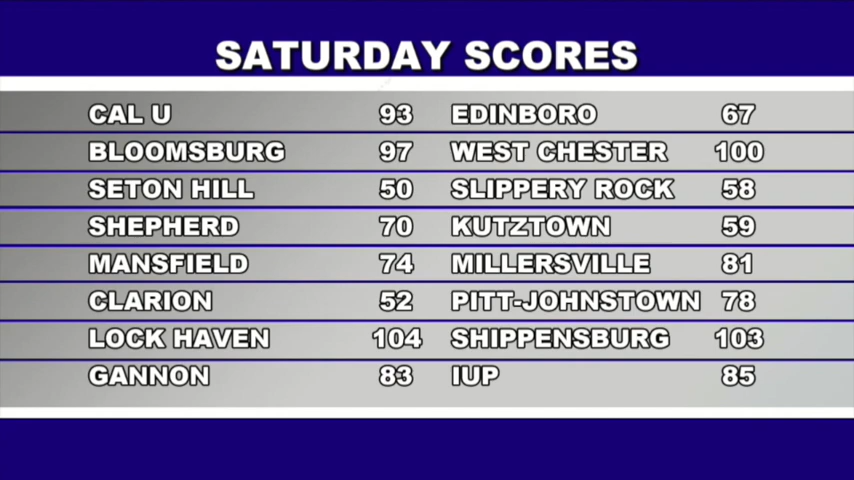 SATURDAY SCORES
CAL U 93 EDINBORO 67
BLOOMSBURG 97 WEST CHESTER 100
SETON HILL 50 SLIPPERY ROCK 58
SHEPHERD 70 KUTZTOWN 59
MANSFIELD 74 MILLERSVILLE 81
CLARION 52 PITT-JOHNSTOWN 78
LOCK HAVEN 104 SHIPPENSBURG 103
GANNON 83 IUP 85